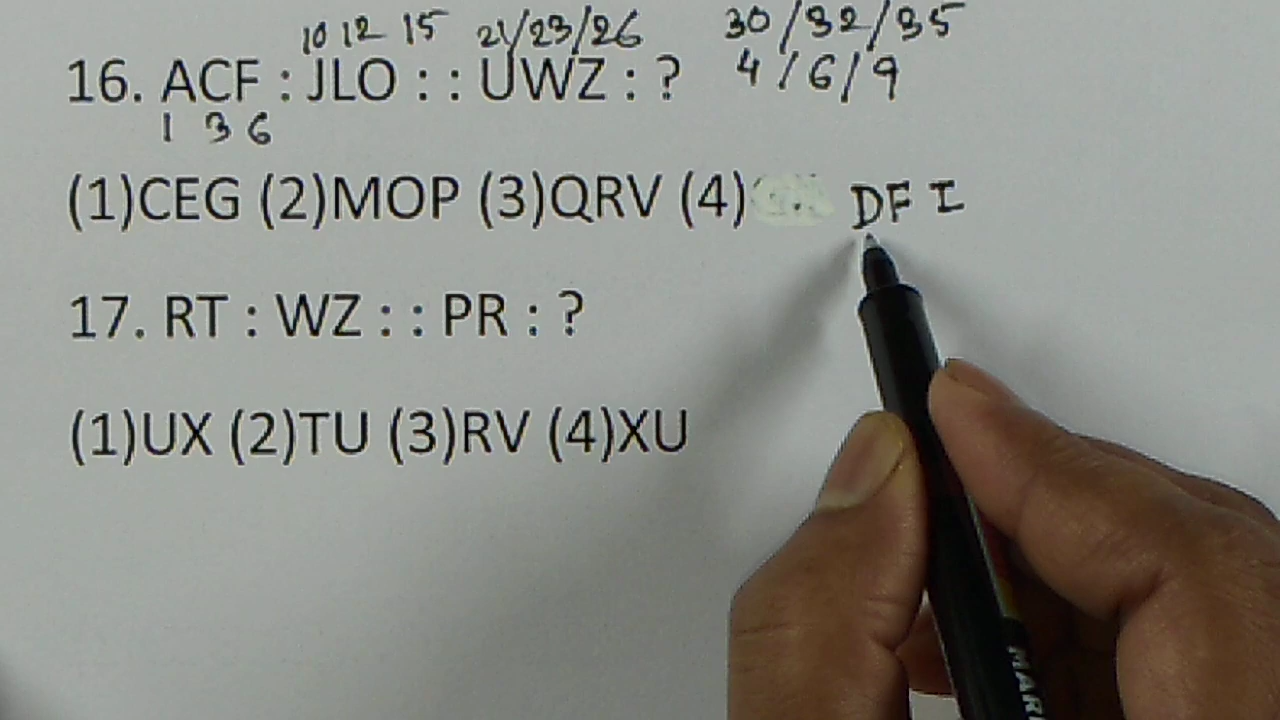 10 12 15 21/23/26 30/32/35
16. ACF : JLO : : UWZ : ? 4/6/9
1 3 6
(1)CEG (2)MOP (3)QRV (4) DFI
17. RT : WZ : : PR : ?
(1)UX (2)TU (3)RV (4)XU
MAR